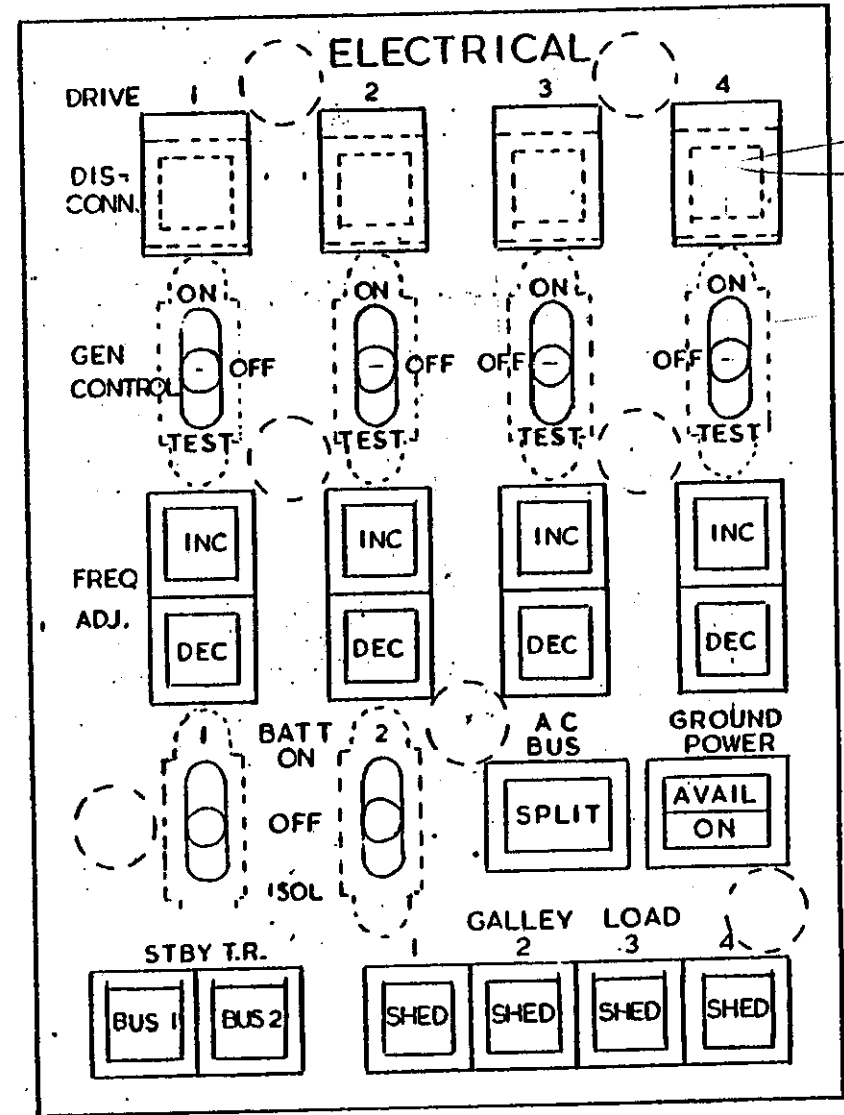 ELECTRICAL
DRIVE 1 2 3 4
DIS-
CONN.
ON ON ON ON
GEN
CONTROL
OFF OFF OFF OFF
TEST TEST TEST TEST
INC INC INC INC
FREQ
ADJ.
DEC DEC DEC DEC
1 BATT 2
ON
OFF
ISOL
A C
BUS
SPLIT
GROUND
POWER
AVAIL
ON
STBY T.R.
BUS 1 BUS 2
GALLEY LOAD
1 2 3 4
SHED SHED SHED SHED